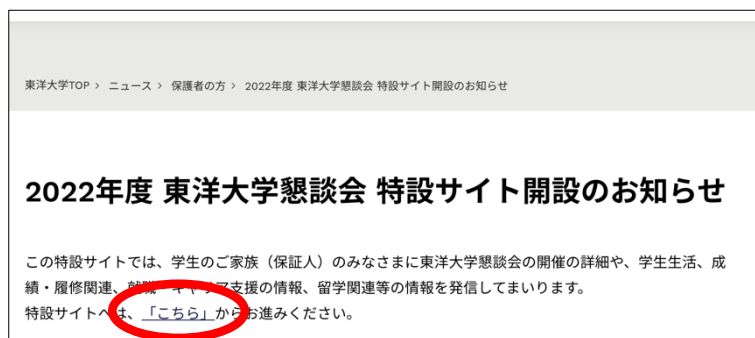 東洋大学TOP > ニュース > 保護者の方 > 2022年度 東洋大学懇談会 特設サイト開設のお知らせ
2022年度 東洋大学懇談会 特設サイト開設のお知らせ
この特設サイトでは、学生のご家族（保証人）のみなさまに東洋大学懇談会の開催の詳細や、学生生活、成
績・履修関連、就職・キャリア支援の情報、留学関連等の情報を発信してまいります。
特設サイトへは、「こちら」からお進みください。